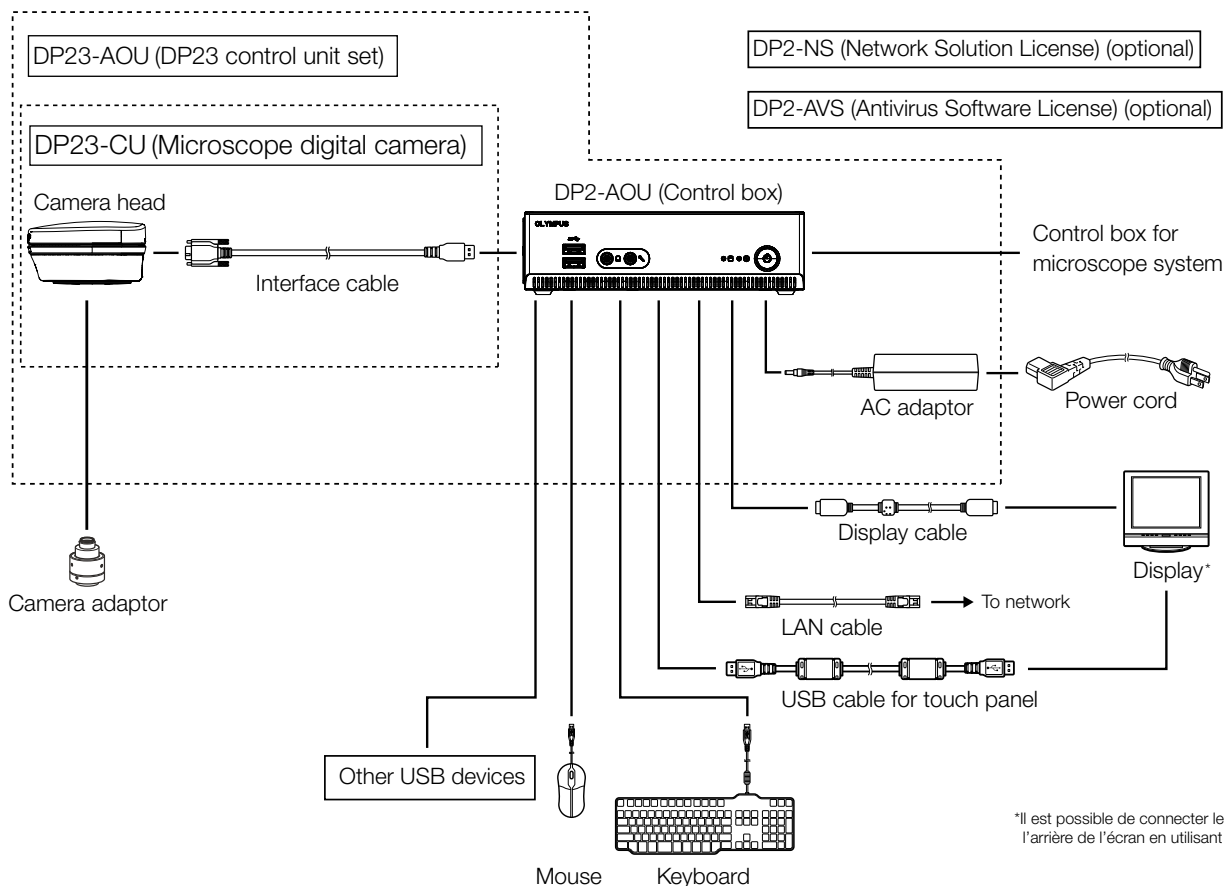 DP23-AOU (DP23 control unit set)
DP2-NS (Network Solution License) (optional)
DP2-AVS (Antivirus Software License) (optional)
DP23-CU (Microscope digital camera)
Camera head
Interface cable
DP2-AOU (Control box)
OLYMPUS
Control box for
microscope system
AC adaptor
Power cord
Camera adaptor
Display cable
Display*
LAN cable
To network
USB cable for touch panel
Other USB devices
Mouse
Keyboard
*Il est possible de connecter le
l'arrière de l'écran en utilisant